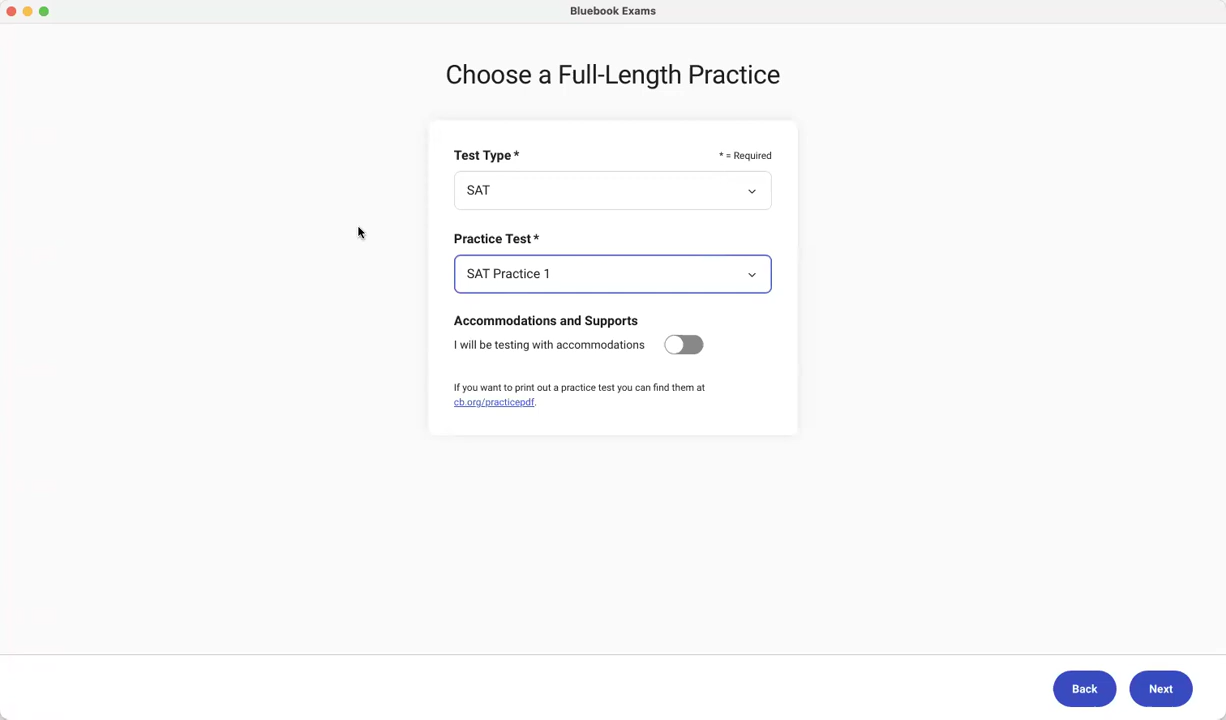 Bluebook Exams
Choose a Full-Length Practice
Test Type *
* = Required
SAT
Practice Test *
SAT Practice 1
Accommodations and Supports
I will be testing with accommodations
If you want to print out a practice test you can find them at
cb.org/practicepdf.
Back
Next